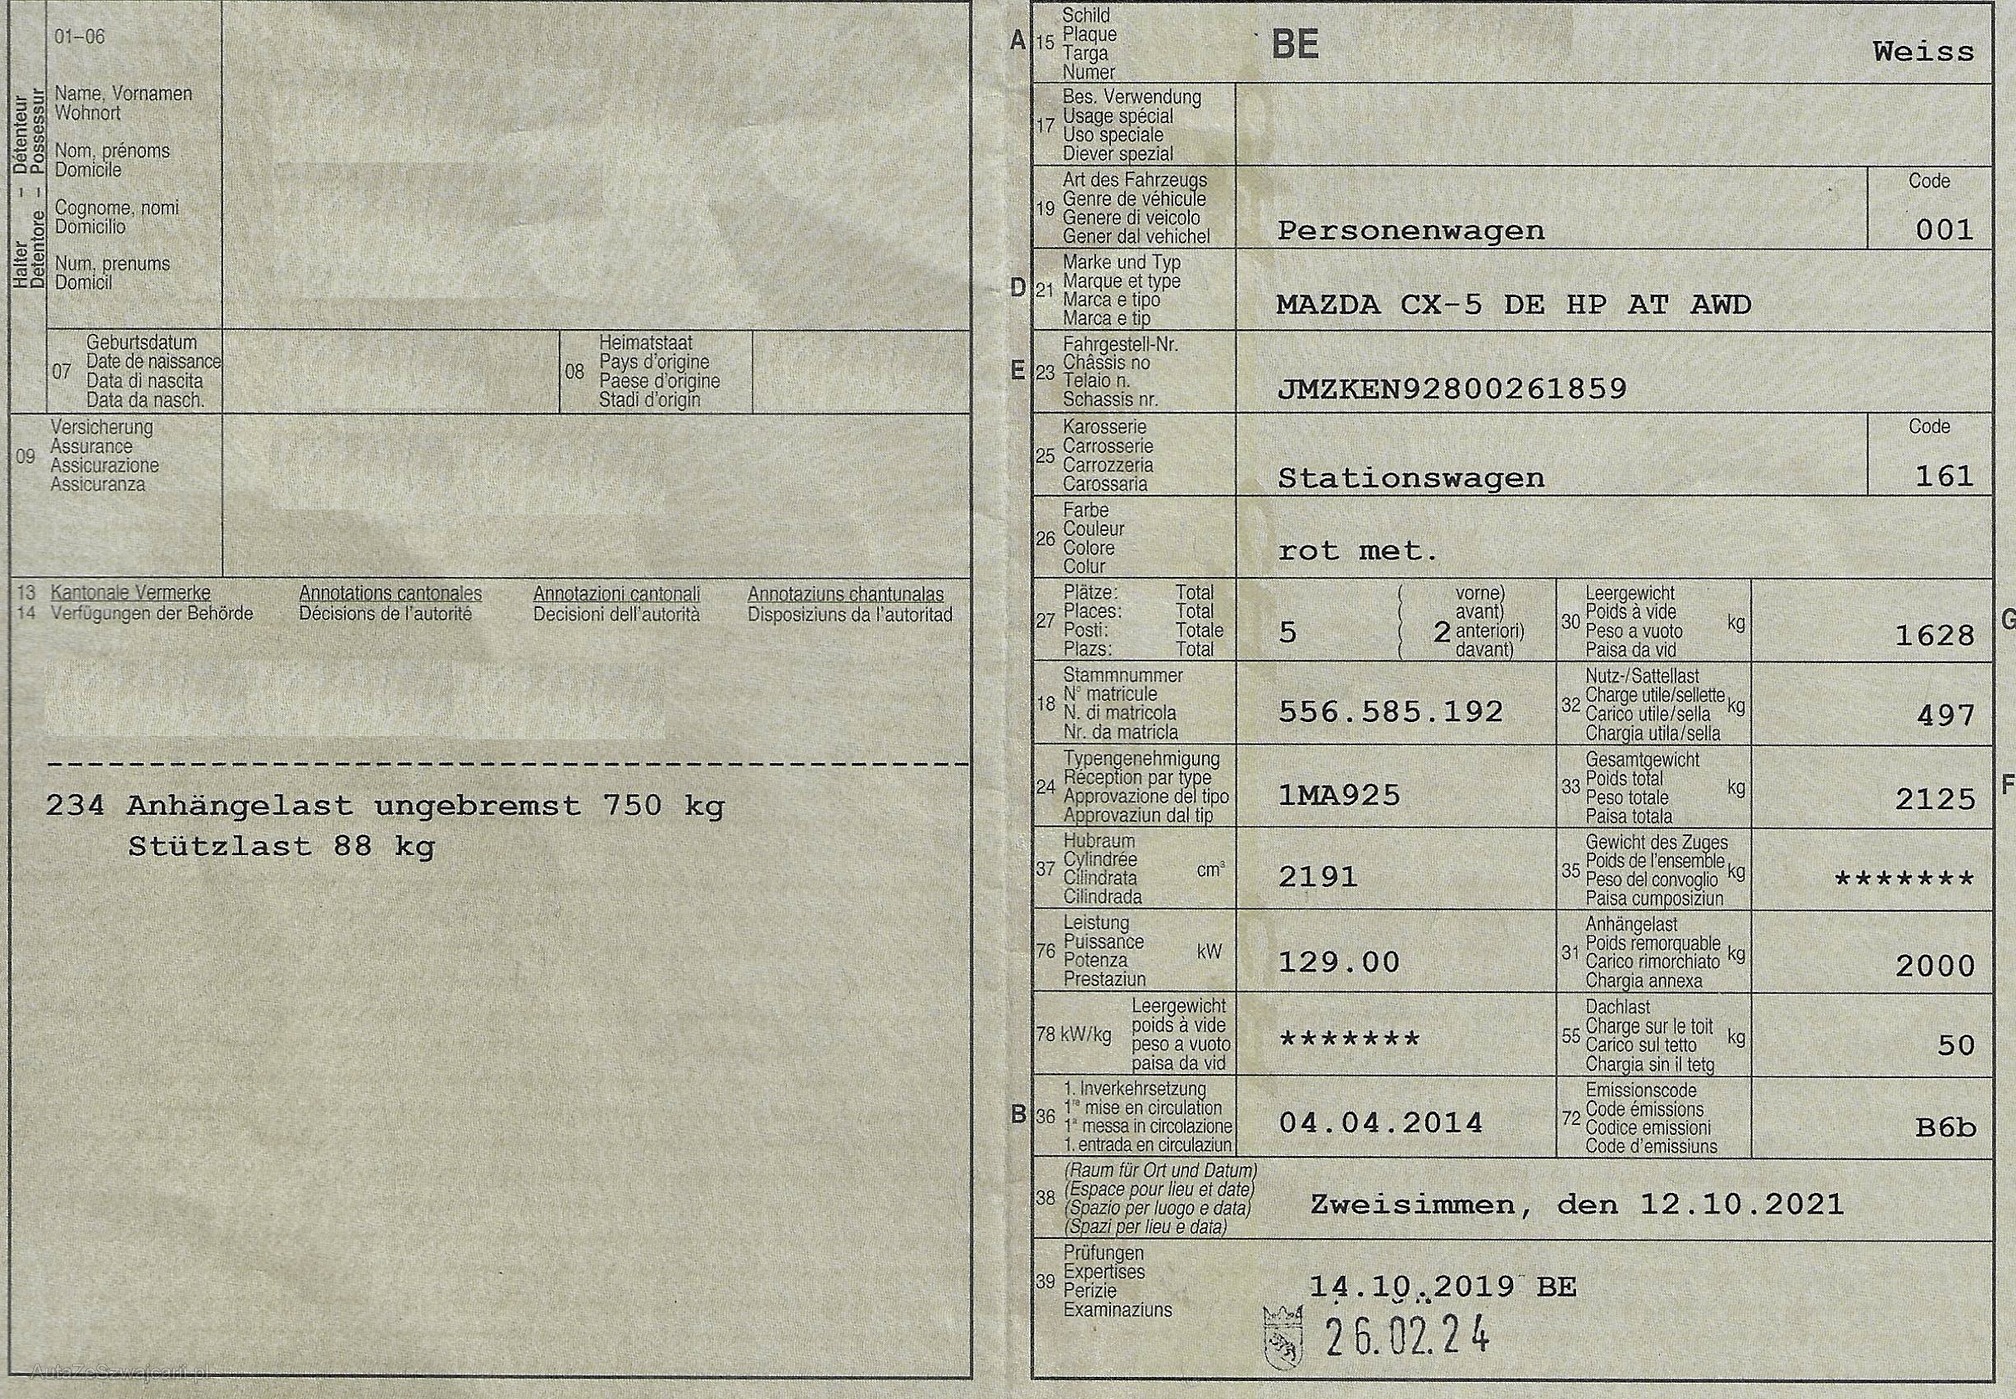 01–06
Halter – Détenteur
Detentore – Possessur
Name, Vornamen
Wohnort
Nom, prénoms
Domicile
Cognome, nomi
Domicilio
Num, prenums
Domicil
07
Geburtsdatum
Date de naissance
Data di nascita
Data da nasch.
08
Heimatstaat
Pays d'origine
Paese d'origine
Stadi d'origin
09
Versicherung
Assurance
Assicurazione
Assicuranza
13 Kantonale Vermerke Annotations cantonales Annotazioni cantonali Annotaziuns chantunalas
14 Verfügungen der Behörde Décisions de l'autorité Decisioni dell'autorità Disposiziuns da l'autoritad
234 Anhängelast ungebremst 750 kg
Stützlast 88 kg
AutaZeSzwajcarii.pl
A 15
Schild
Plaque
Targa
Numer
BE Weiss
17
Bes. Verwendung
Usage spécial
Uso speciale
Diever spezial
19
Art des Fahrzeugs
Genre de véhicule
Genere di veicolo
Gener dal vehichel
Personenwagen
Code
001
D 21
Marke und Typ
Marque et type
Marca e tipo
Marca e tip
MAZDA CX-5 DE HP AT AWD
E 23
Fahrgestell-Nr.
Châssis no
Telaio n.
Schassis nr.
JMZKEN92800261859
25
Karosserie
Carrosserie
Carrozzeria
Carossaria
Stationswagen
Code
161
26
Farbe
Couleur
Colore
Colur
rot met.
27
Plätze: Total
Places: Total
Posti: Totale
Plazs: Total
5
( vorne)
( avant)
( 2 anteriori)
( davant)
30
Leergewicht
Poids à vide
Peso a vuoto
Paisa da vid
kg
1628
G
18
Stammnummer
N° matricule
N. di matricola
Nr. da matricla
556.585.192
32
Nutz-/Sattellast
Charge utile/sellette
Carico utile/sella
Chargia utila/sella
kg
497
24
Typengenehmigung
Réception par type
Approvazione del tipo
Approvaziun dal tip
1MA925
33
Gesamtgewicht
Poids total
Peso totale
Paisa totala
kg
2125
F
37
Hubraum
Cylindrée
Cilindrata
Cilindrada
cm³
2191
35
Gewicht des Zuges
Poids de l'ensemble
Peso del convoglio
Paisa cumposiziun
kg
*******
76
Leistung
Puissance
Potenza
Prestaziun
kW
129.00
31
Anhängelast
Poids remorquable
Carico rimorchiato
Chargia annexa
kg
2000
78 kW/kg
Leergewicht
poids à vide
peso a vuoto
paisa da vid
*******
55
Dachlast
Charge sur le toit
Carico sul tetto
Chargia sin il tetg
kg
50
B 36
1. Inverkehrsetzung
1re mise en circulation
1a messa in circolazione
1. entrada en circulaziun
04.04.2014
72
Emissionscode
Code émissions
Codice emissioni
Code d'emissiuns
B6b
38
(Raum für Ort und Datum)
(Espace pour lieu et date)
(Spazio per luogo e data)
(Spazi per lieu e data)
Zweisimmen, den 12.10.2021
39
Prüfungen
Expertises
Perizie
Examinaziuns
14.10.2019 BE
26.02.24